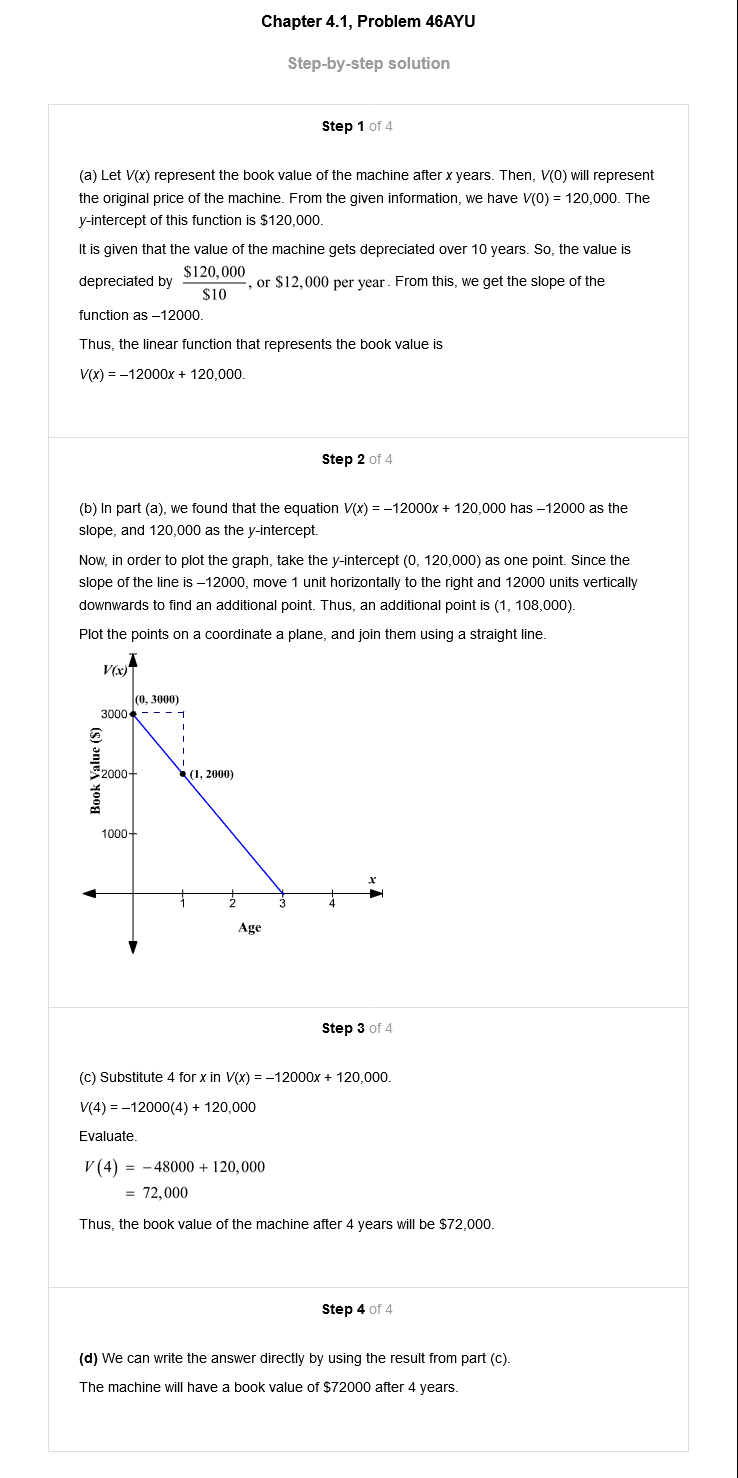 Chapter 4.1, Problem 46AYU
Step-by-step solution
Step 1 of 4
(a) Let V(x) represent the book value of the machine after x years. Then, V(0) will represent
the original price of the machine. From the given information, we have V(0) = 120,000. The
y-intercept of this function is $120,000.
It is given that the value of the machine gets depreciated over 10 years. So, the value is
depreciated by $120,000/$10, or $12,000 per year. From this, we get the slope of the
function as –12000.
Thus, the linear function that represents the book value is
V(x) = –12000x + 120,000.
Step 2 of 4
(b) In part (a), we found that the equation V(x) = –12000x + 120,000 has –12000 as the
slope, and 120,000 as the y-intercept.
Now, in order to plot the graph, take the y-intercept (0, 120,000) as one point. Since the
slope of the line is –12000, move 1 unit horizontally to the right and 12000 units vertically
downwards to find an additional point. Thus, an additional point is (1, 108,000).
Plot the points on a coordinate a plane, and join them using a straight line.
V(x)
(0, 3000)
3000
Book Value ($)
2000
(1, 2000)
1000
x
1 2 3 4
Age
Step 3 of 4
(c) Substitute 4 for x in V(x) = –12000x + 120,000.
V(4) = –12000(4) + 120,000
Evaluate.
V(4) = –48000 + 120,000
= 72,000
Thus, the book value of the machine after 4 years will be $72,000.
Step 4 of 4
(d) We can write the answer directly by using the result from part (c).
The machine will have a book value of $72000 after 4 years.